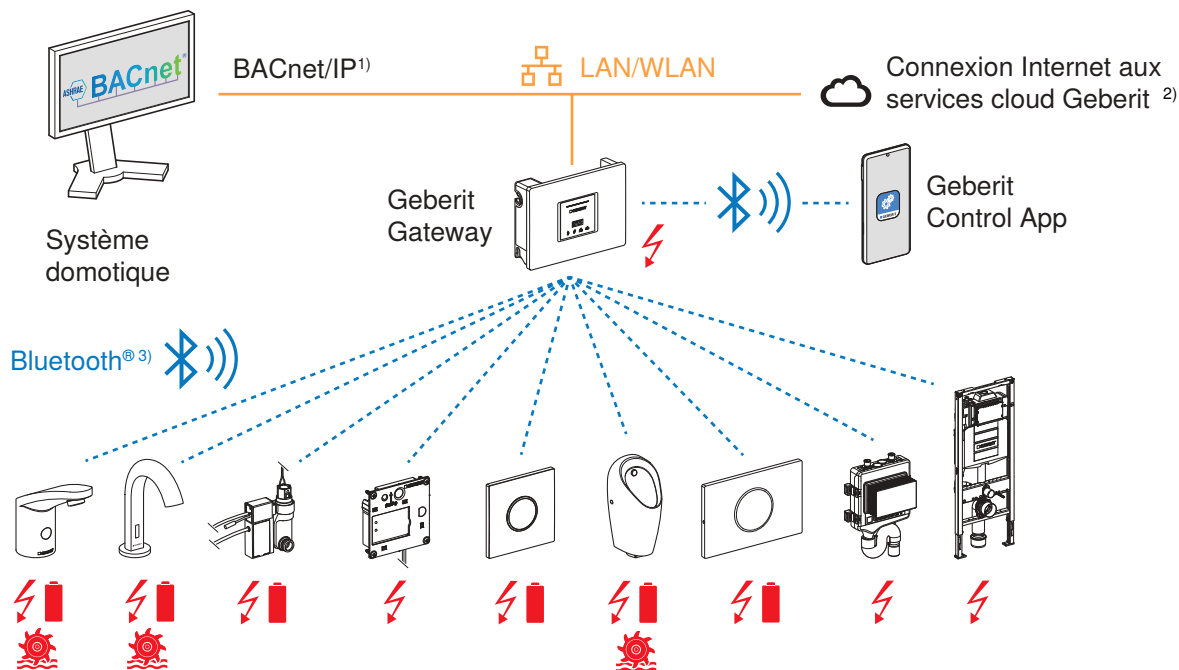 ASHRAE BACnet®
BACnet/IP¹⁾
LAN/WLAN
Connexion Internet aux
services cloud Geberit ²⁾
Système
domotique
Geberit
Gateway
Geberit
Control App
Bluetooth® ³⁾